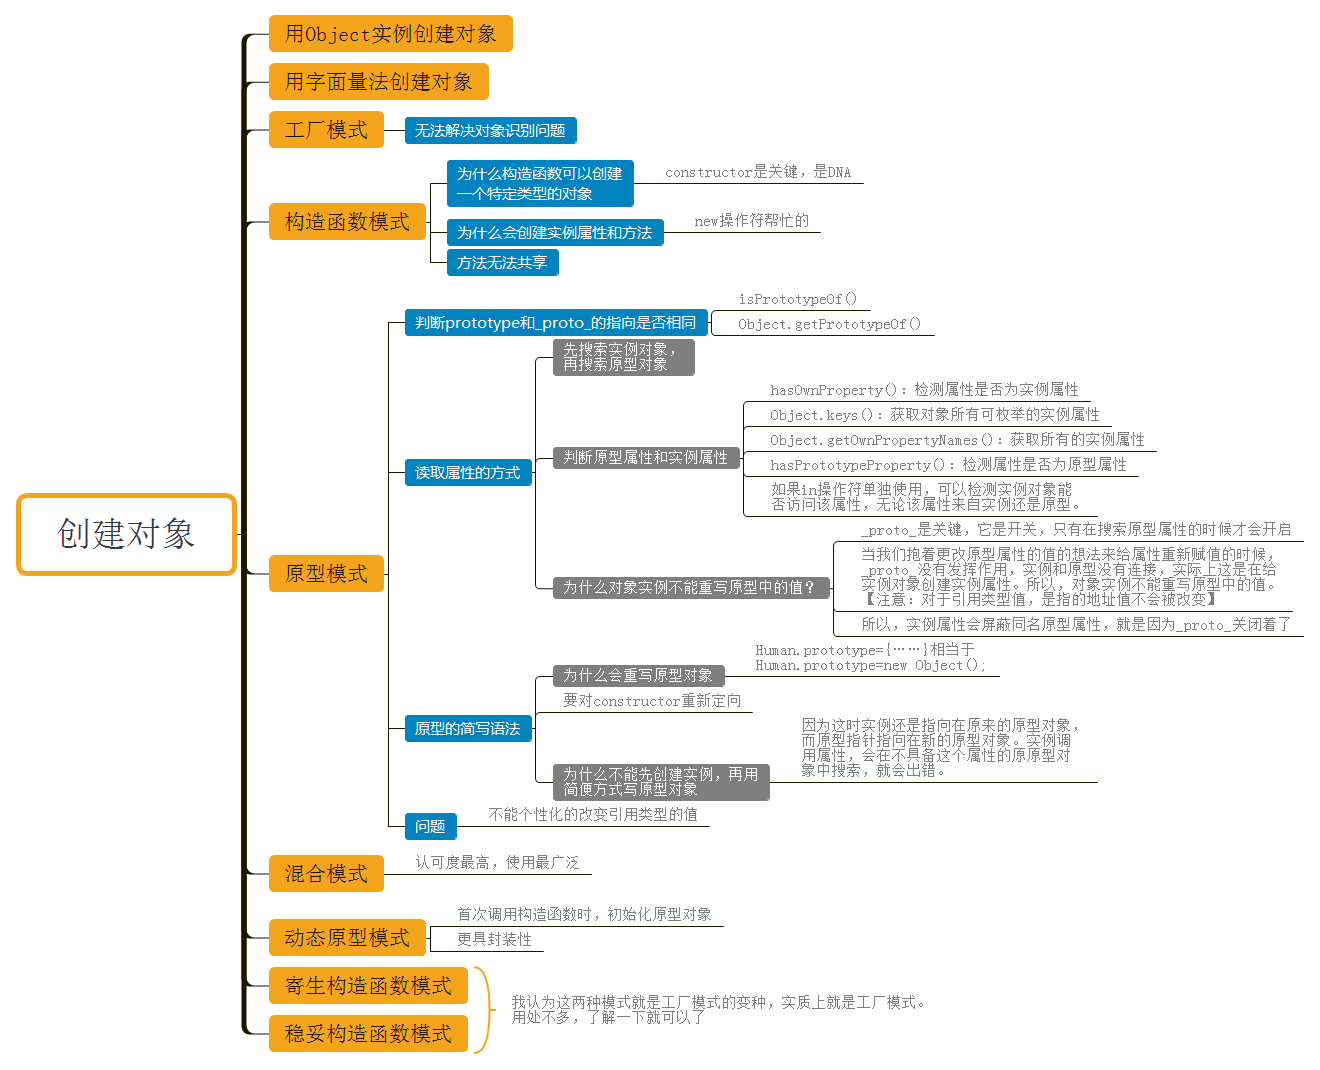 用Object实例创建对象
用字面量法创建对象
工厂模式
无法解决对象识别问题
构造函数模式
为什么构造函数可以创建
一个特定类型的对象
constructor是关键，是DNA
为什么会创建实例属性和方法
new操作符帮忙的
方法无法共享
创建对象
原型模式
判断prototype和_proto_的指向是否相同
isPrototypeOf()
Object.getPrototypeOf()
读取属性的方式
先搜索实例对象，
再搜索原型对象
判断原型属性和实例属性
hasOwnProperty()：检测属性是否为实例属性
Object.keys()：获取对象所有可枚举的实例属性
Object.getOwnPropertyNames()：获取所有的实例属性
hasPrototypeProperty()：检测属性是否为原型属性
如果in操作符单独使用，可以检测实例对象能
否访问该属性，无论该属性来自实例还是原型。
为什么对象实例不能重写原型中的值？
_proto_是关键，它是开关，只有在搜索原型属性的时候才会开启
当我们抱着更改原型属性的值的想法来给属性重新赋值的时候，
_proto_没有发挥作用，实例和原型没有连接，实际上这是在给
实例对象创建实例属性。所以，对象实例不能重写原型中的值。
【注意：对于引用类型值，是指的地址值不会被改变】
所以，实例属性会屏蔽同名原型属性，就是因为_proto_关闭着了
原型的简写语法
为什么会重写原型对象
Human.prototype={……}相当于
Human.prototype=new Object();
要对constructor重新定向
为什么不能先创建实例，再用
简便方式写原型对象
因为这时实例还是指向在原来的原型对象，
而原型指针指向在新的原型对象。实例调
用属性，会在不具备这个属性的原原型对
象中搜索，就会出错。
问题
不能个性化的改变引用类型的值
混合模式
认可度最高，使用最广泛
动态原型模式
首次调用构造函数时，初始化原型对象
更具封装性
寄生构造函数模式
稳妥构造函数模式
我认为这两种模式就是工厂模式的变种，实质上就是工厂模式。
用处不多，了解一下就可以了